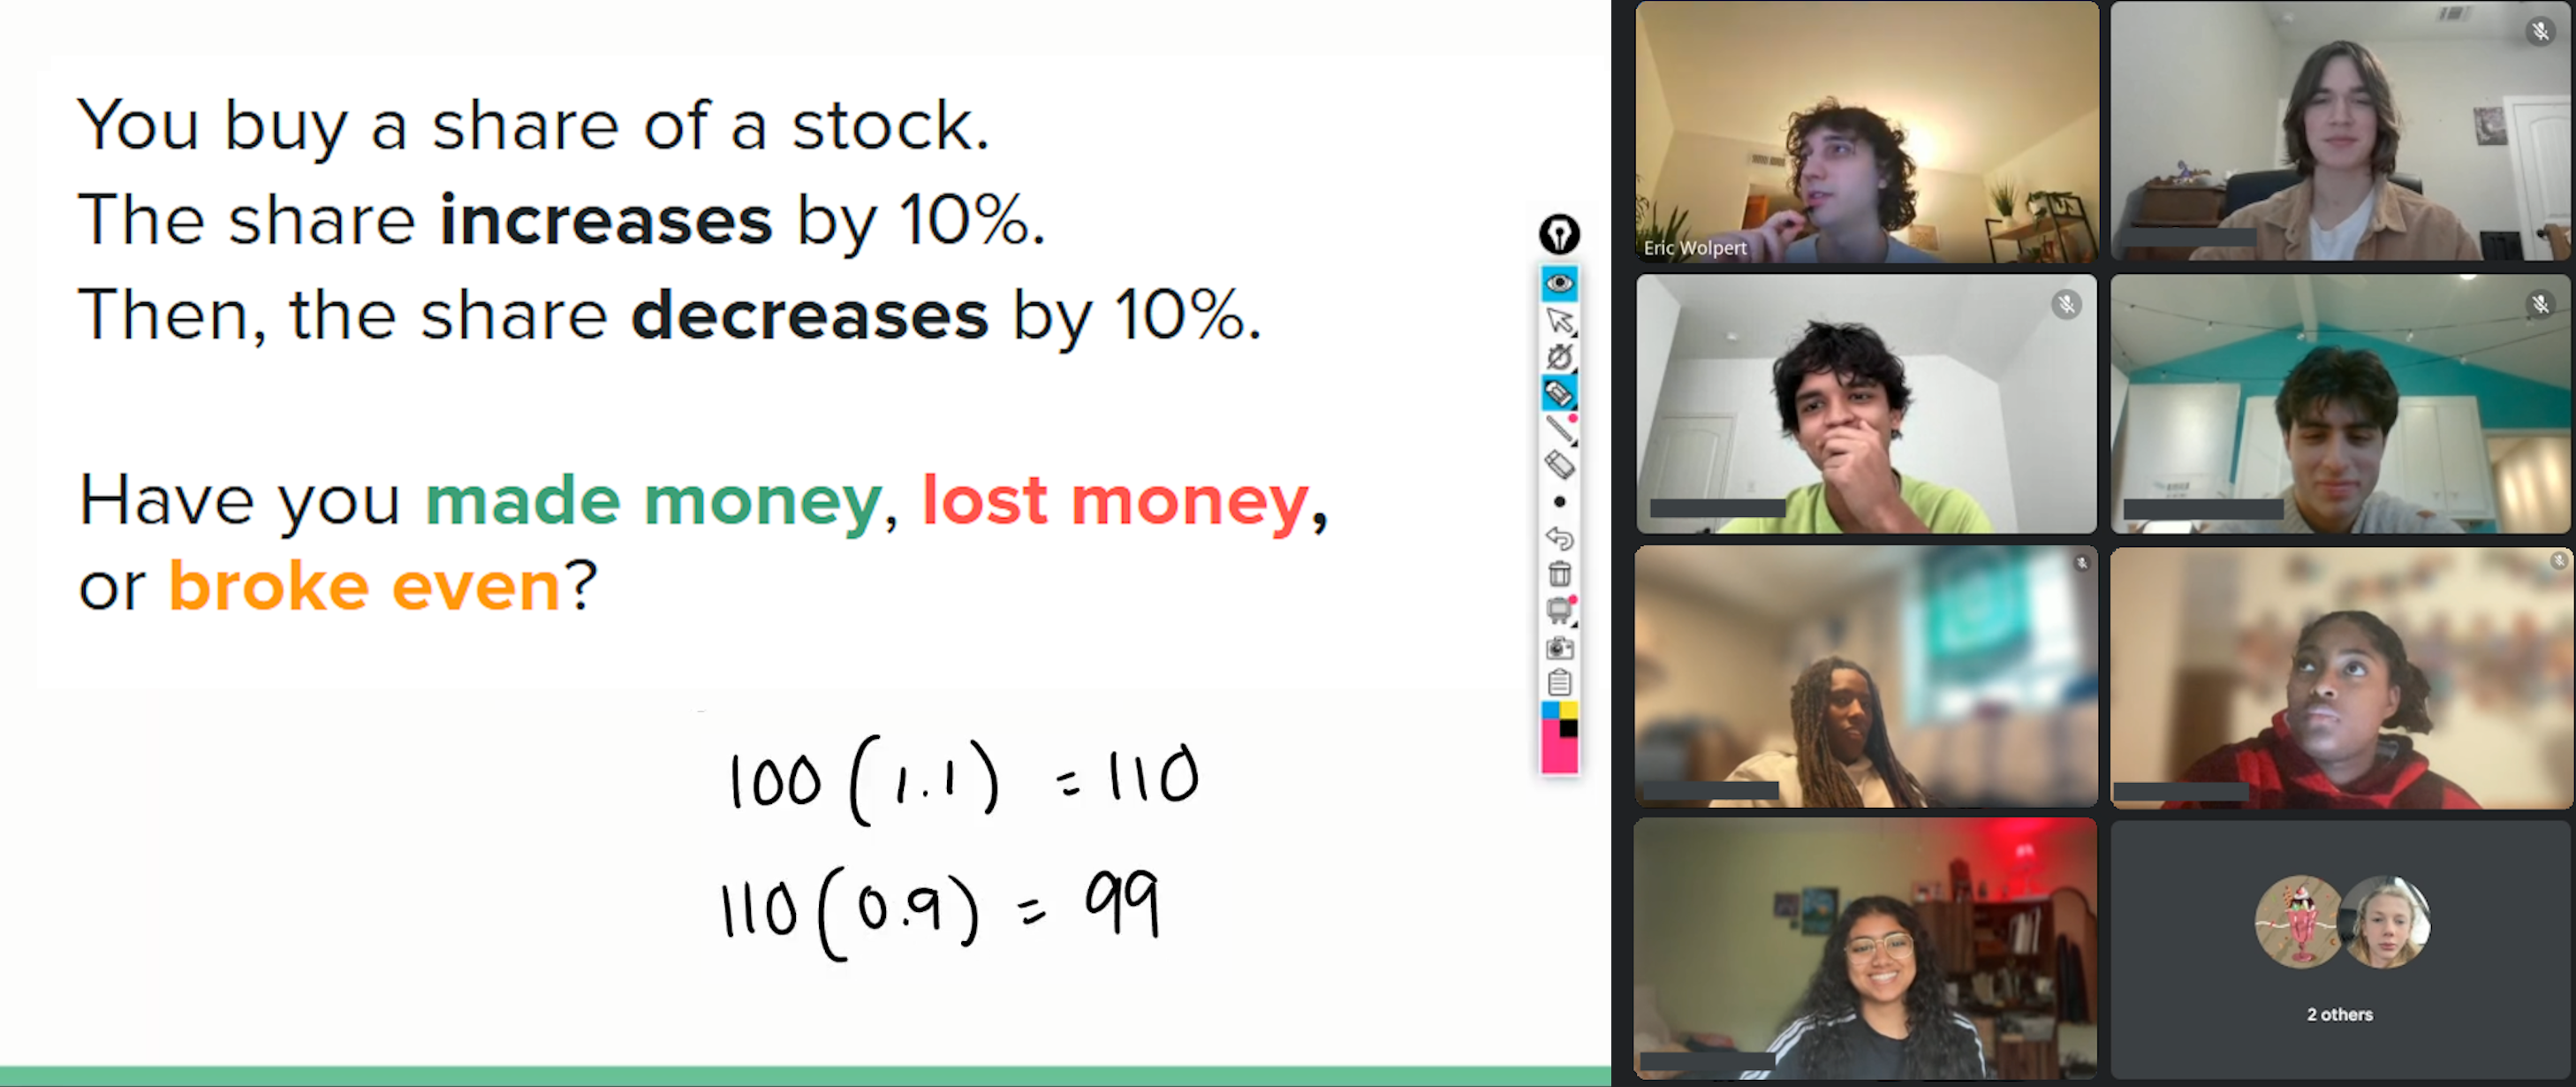 You buy a share of a stock.
The share increases by 10%.
Then, the share decreases by 10%.
Have you made money, lost money,
or broke even?
100 (1.1) = 110
110 (0.9) = 99
Eric Wolpert
2 others